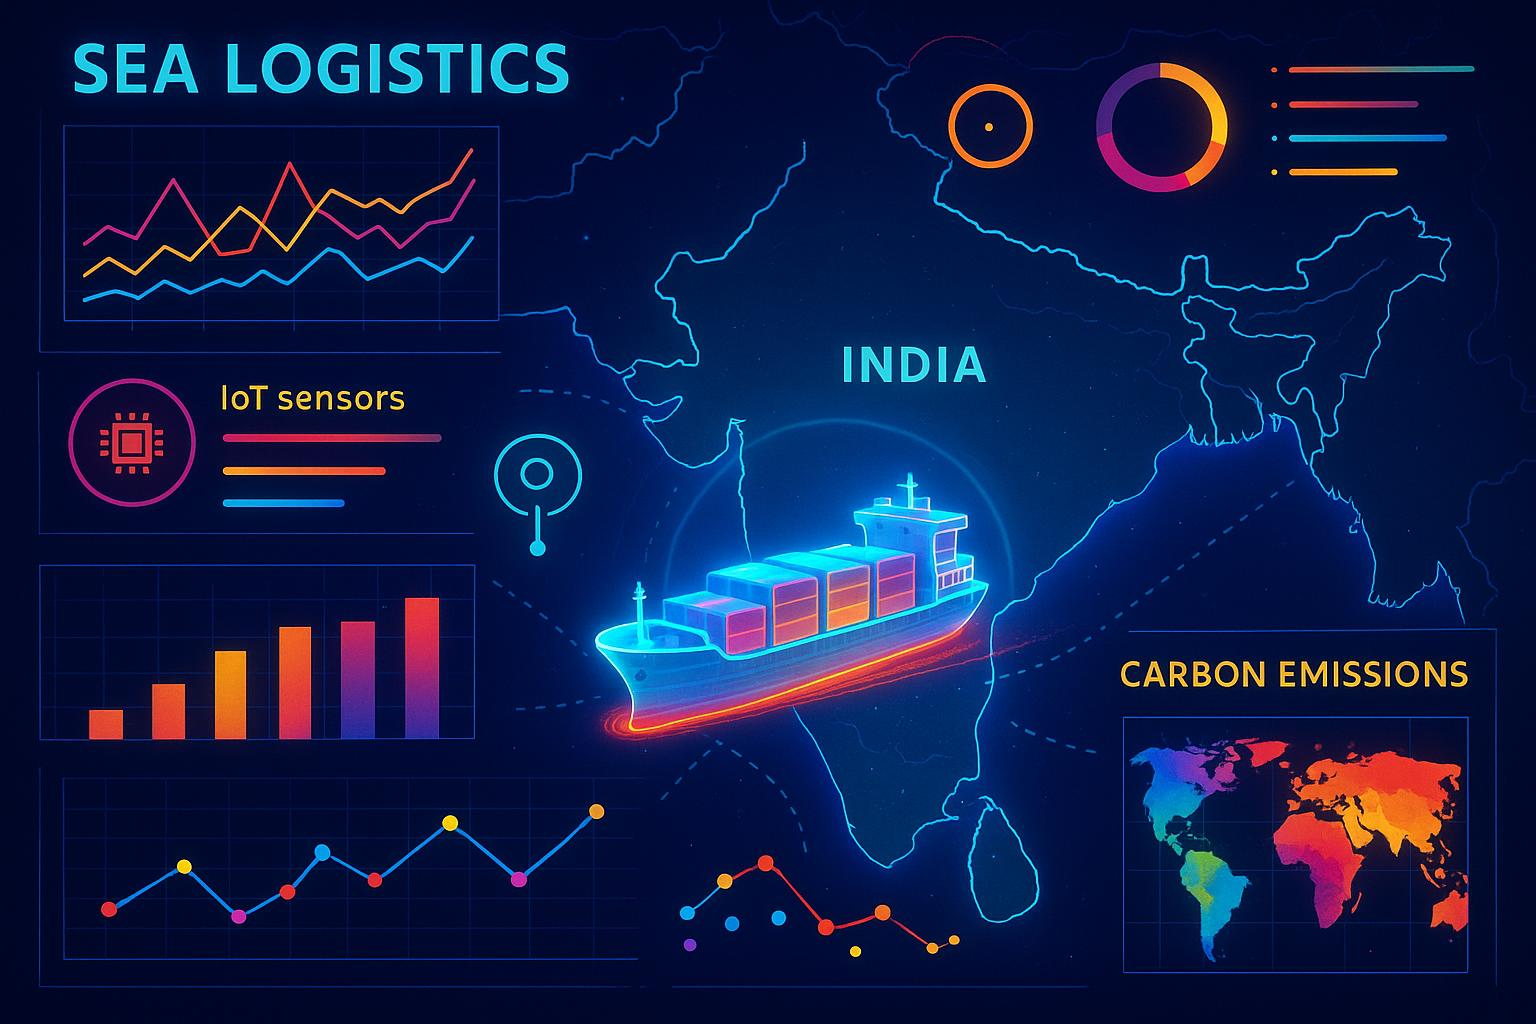 SEA LOGISTICS
INDIA
IoT sensors
CARBON EMISSIONS